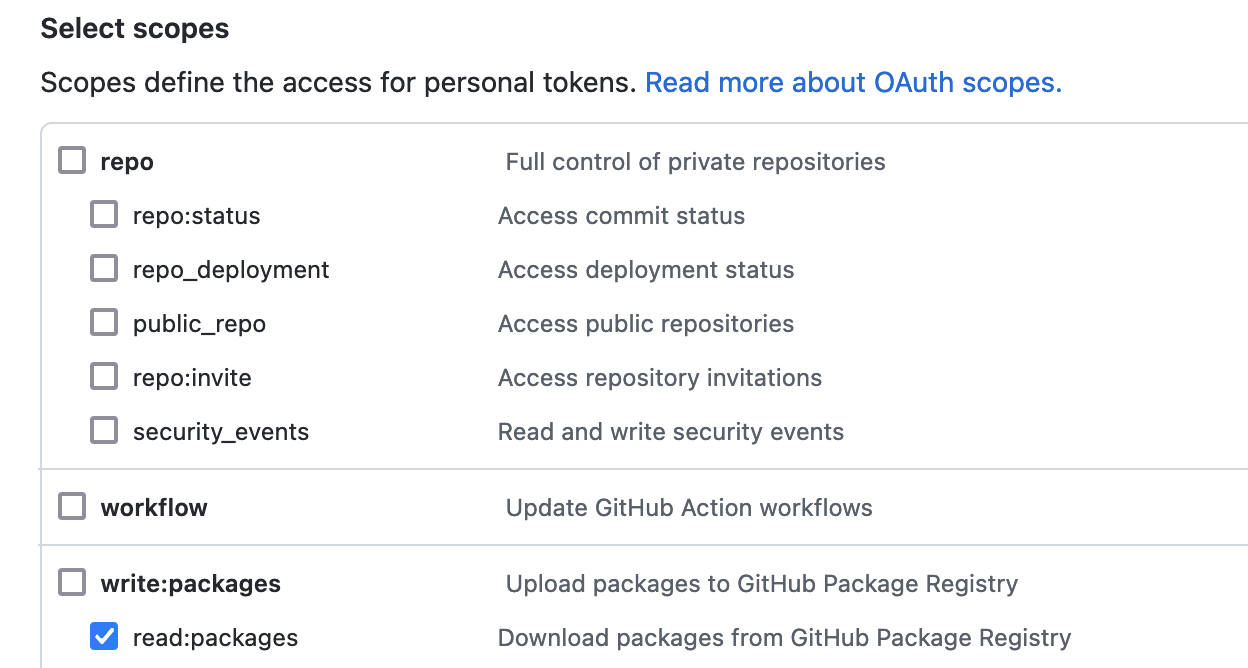 Select scopes
Scopes define the access for personal tokens. Read more about OAuth scopes.
repo Full control of private repositories
repo:status Access commit status
repo_deployment Access deployment status
public_repo Access public repositories
repo:invite Access repository invitations
security_events Read and write security events
workflow Update GitHub Action workflows
write:packages Upload packages to GitHub Package Registry
read:packages Download packages from GitHub Package Registry